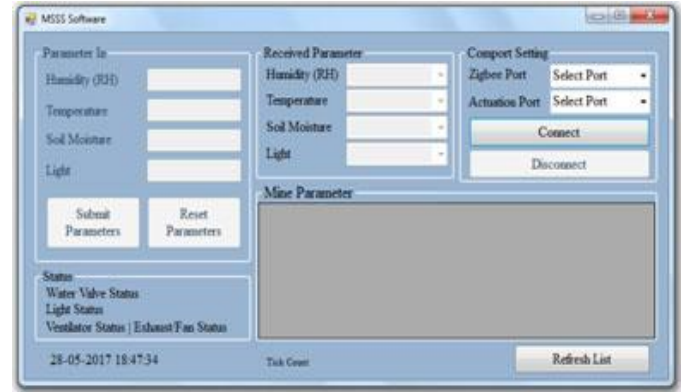 MSSS Software
Parameter In
Humidity (RH)
Temperature
Soil Moisture
Light
Submit Parameters
Reset Parameters
Received Parameter
Humidity (RH)
Temperature
Soil Moisture
Light
Comport Setting
Zigbee Port Select Port
Actuation Port Select Port
Connect
Disconnect
Mine Parameter
Status
Water Valve Status
Light Status
Ventilator Status | Exhaust Fan Status
28-05-2017 18:47:34
Tick Count
Refresh List